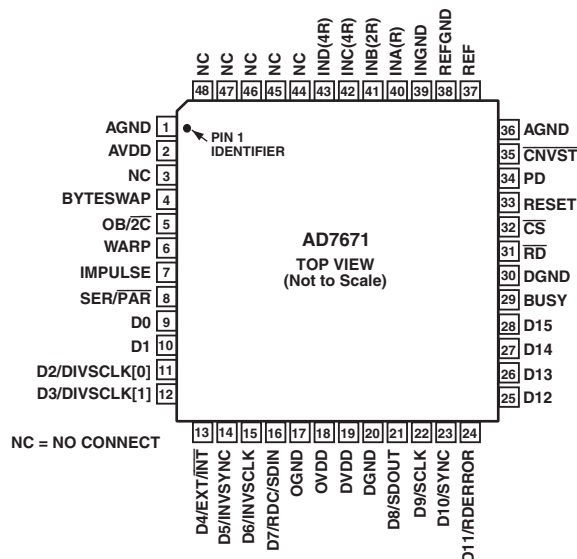 NC
NC
NC
NC
NC
IND(4R)
INC(4R)
INB(2R)
INA(R)
INGND
REFGND
REF
48 47 46 45 44 43 42 41 40 39 38 37
AGND 1
AVDD 2
NC 3
BYTESWAP 4
OB/2C 5
WARP 6
IMPULSE 7
SER/PAR 8
D0 9
D1 10
D2/DIVSCLK[0] 11
D3/DIVSCLK[1] 12
PIN 1
IDENTIFIER
AD7671
TOP VIEW
(Not to Scale)
36 AGND
35 CNVST
34 PD
33 RESET
32 CS
31 RD
30 DGND
29 BUSY
28 D15
27 D14
26 D13
25 D12
NC = NO CONNECT
13 14 15 16 17 18 19 20 21 22 23 24
D4/EXT/INT
D5/INVSYNC
D6/INVSCLK
D7/RDC/SDIN
OGND
OVDD
DVDD
DGND
D8/SDOUT
D9/SCLK
D10/SYNC
D11/RDERROR